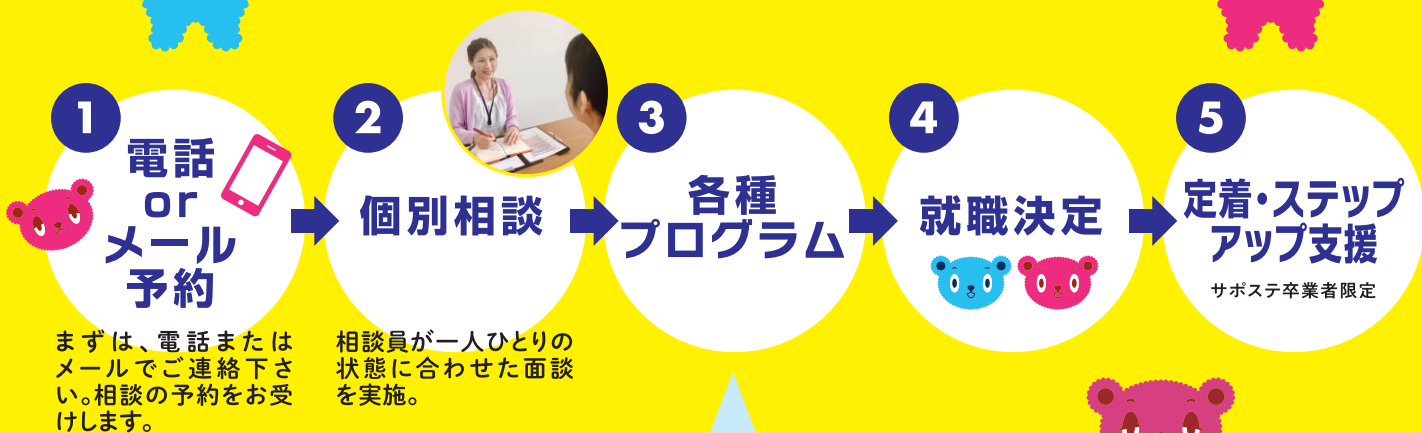 1
電話
or
メール
予約
まずは、電話または
メールでご連絡下さ
い。相談の予約をお受
けします。
2
個別相談
相談員が一人ひとりの
状態に合わせた面談
を実施。
3
各種
プログラム
4
就職決定
5
定着・ステップ
アップ支援
サポステ卒業者限定